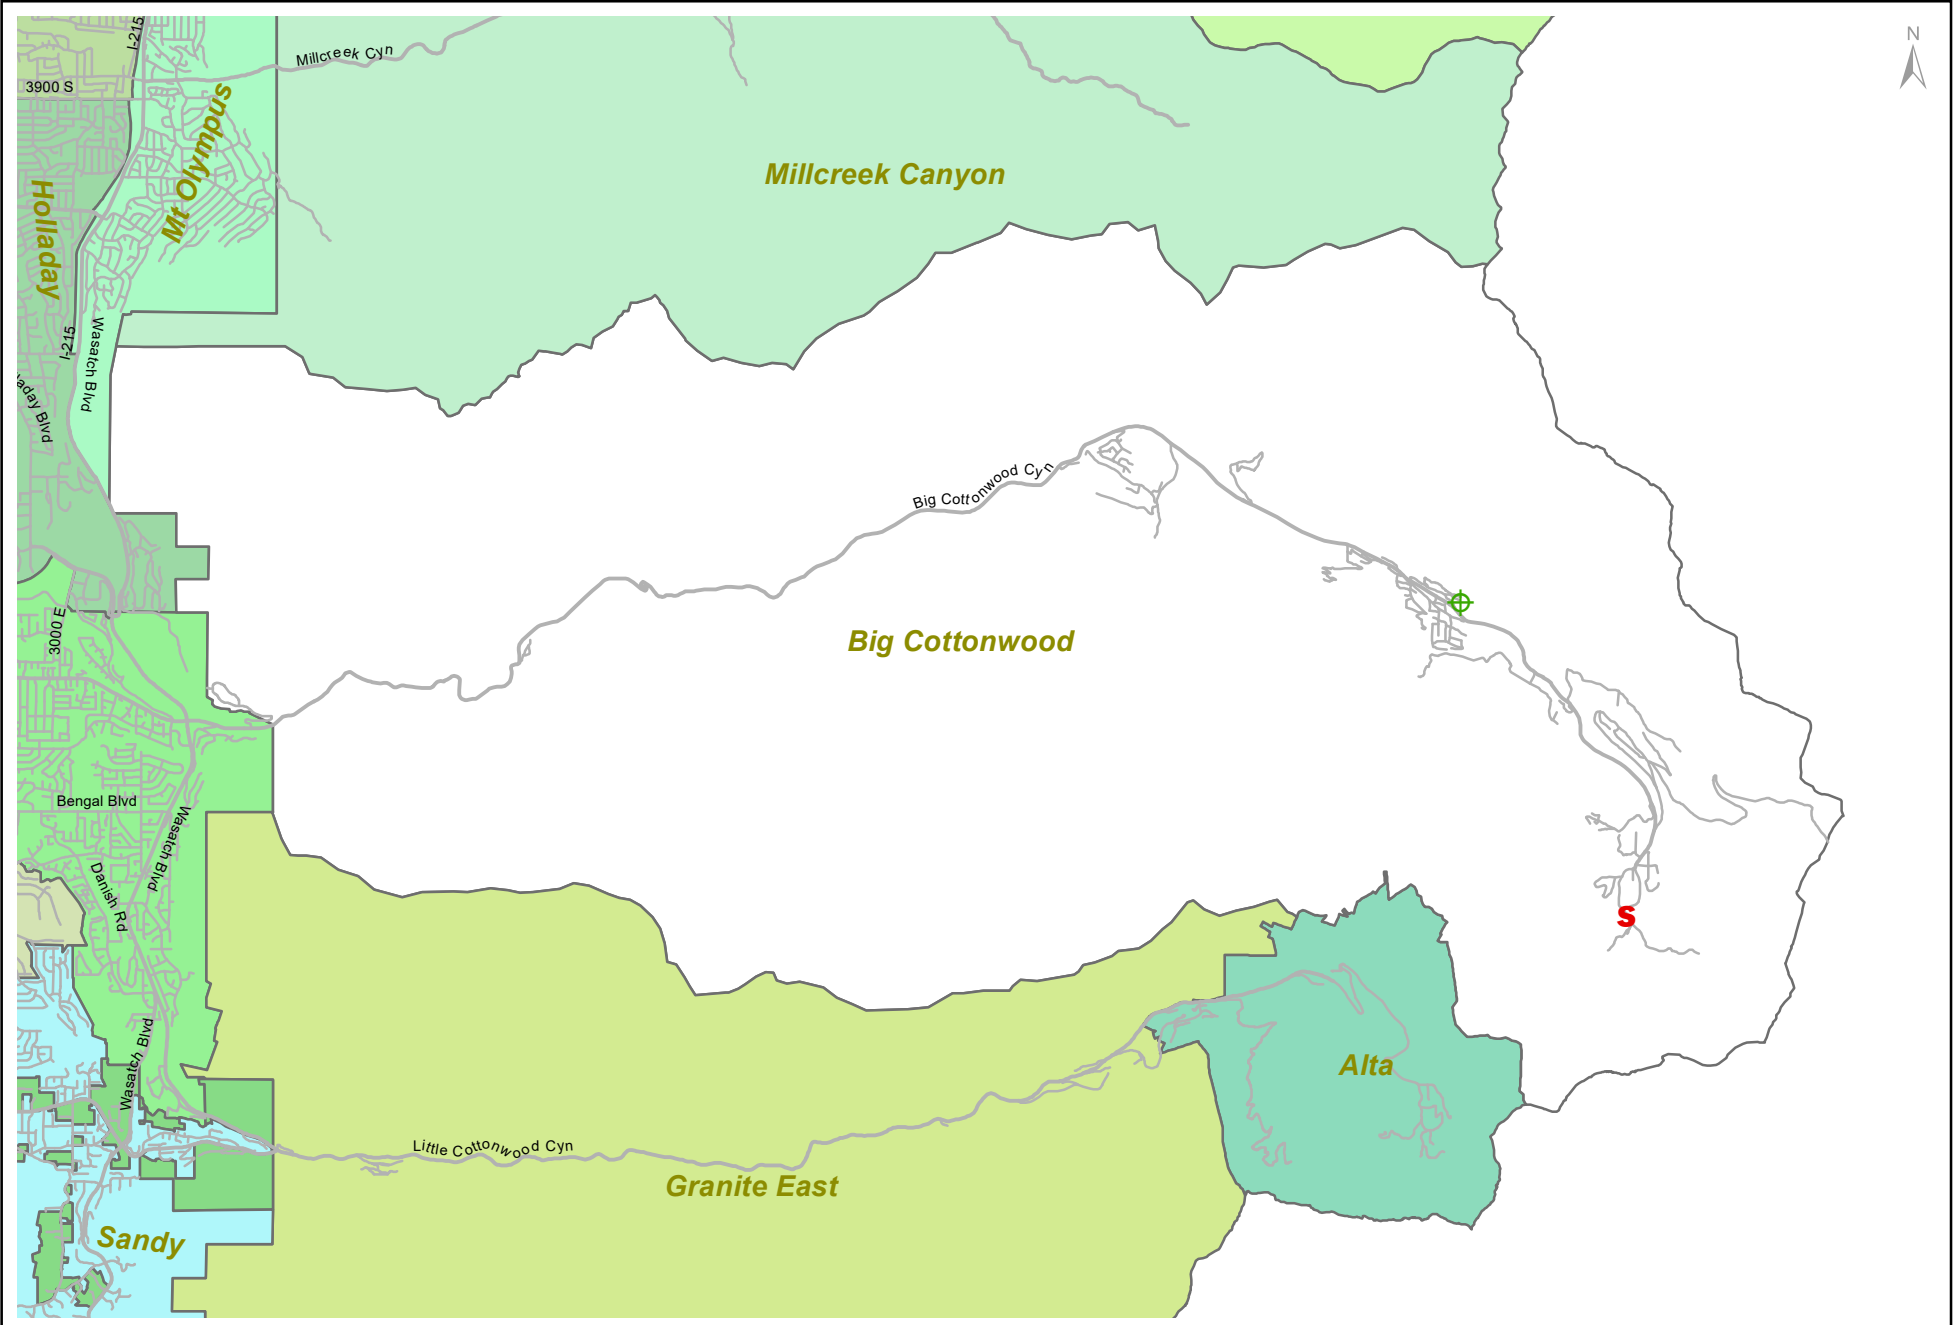 I-215
Millcreek Cyn
N
3900 S
Mt Olympus
Millcreek Canyon
Holladay
I-215
Wasatch Blvd
aday Blvd
Big Cottonwood Cyn
3000 E
Big Cottonwood
Bengal Blvd
Wasatch Blvd
Danish Rd
S
Wasatch Blvd
Alta
Little Cottonwood Cyn
Granite East
Sandy